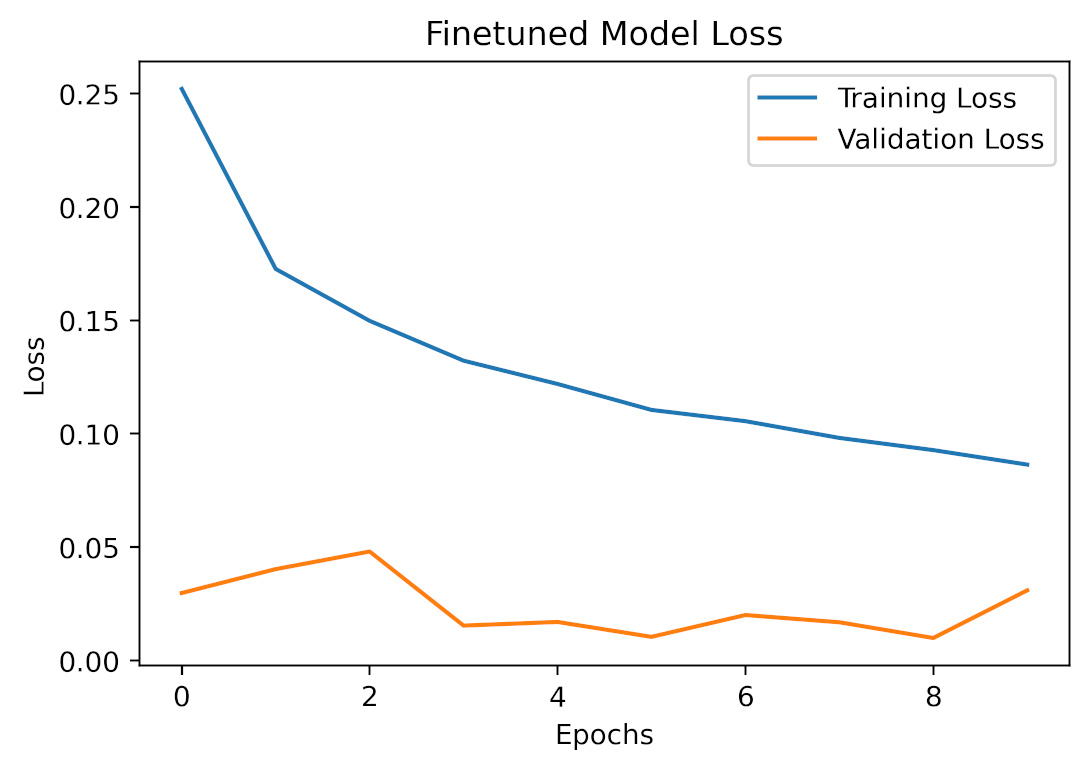 Finetuned Model Loss
Training Loss
Validation Loss
0.25
0.20
0.15
0.10
0.05
0.00
Loss
0 2 4 6 8
Epochs